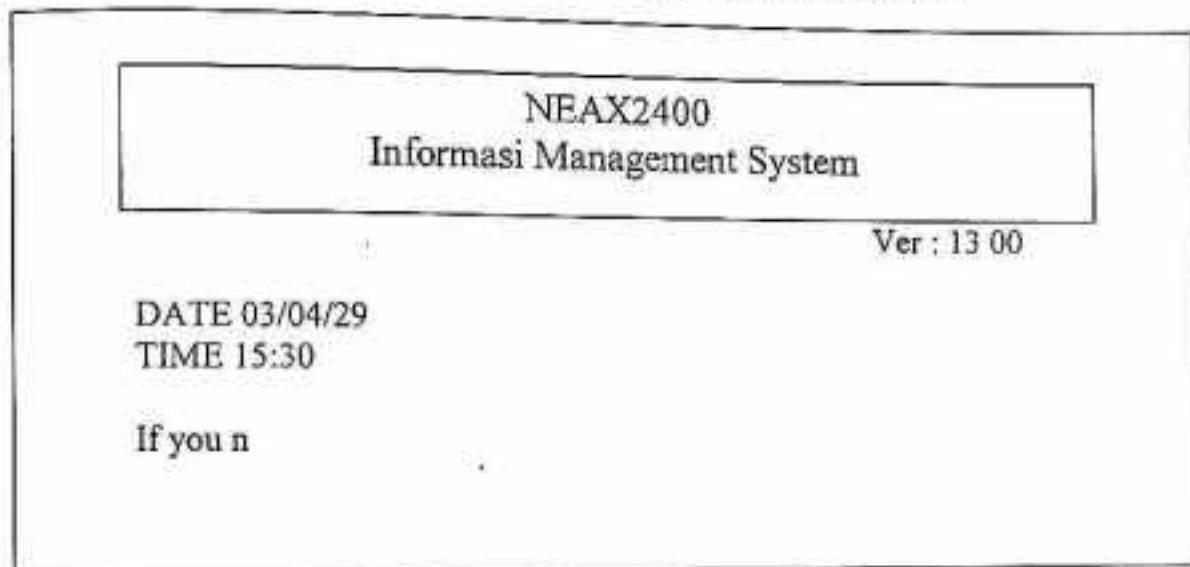 NEAX2400
Informasi Management System
Ver : 13 00
DATE 03/04/29
TIME 15:30
If you n